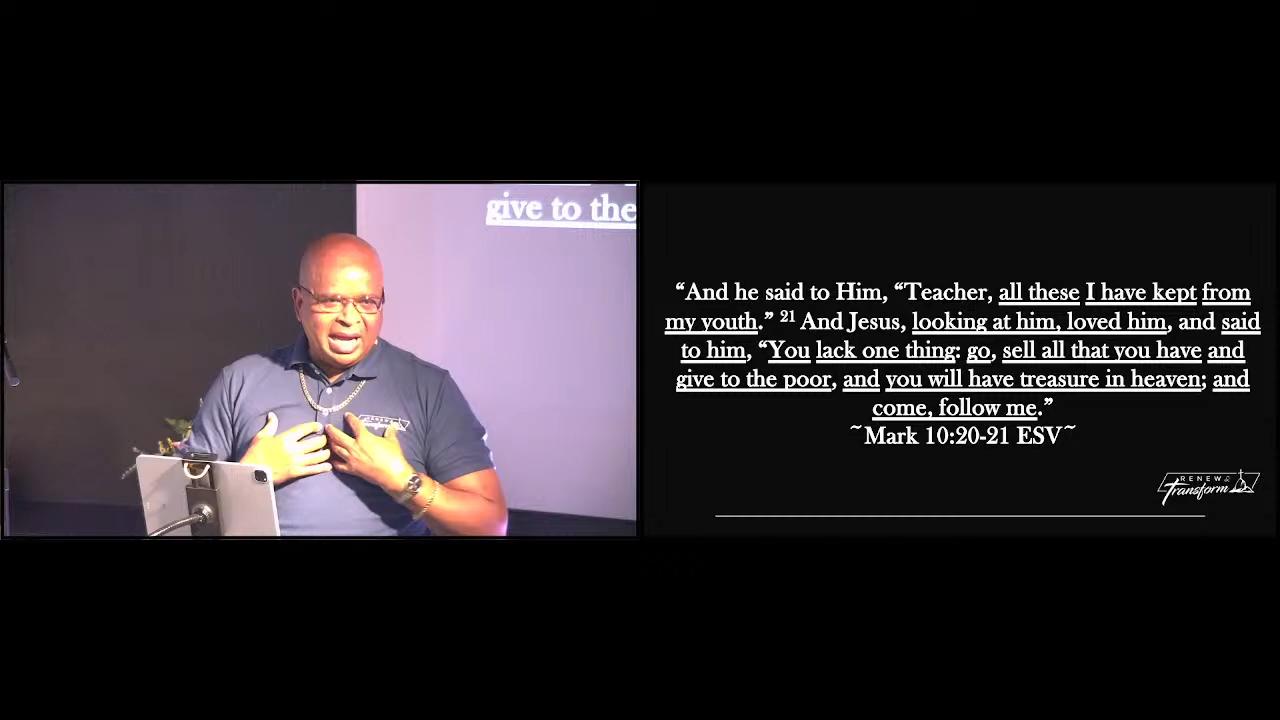 give to the
“And he said to Him, “Teacher, all these I have kept from
my youth.” 21 And Jesus, looking at him, loved him, and said
to him, “You lack one thing: go, sell all that you have and
give to the poor, and you will have treasure in heaven; and
come, follow me.”
~Mark 10:20-21 ESV~
RENEW
Transform